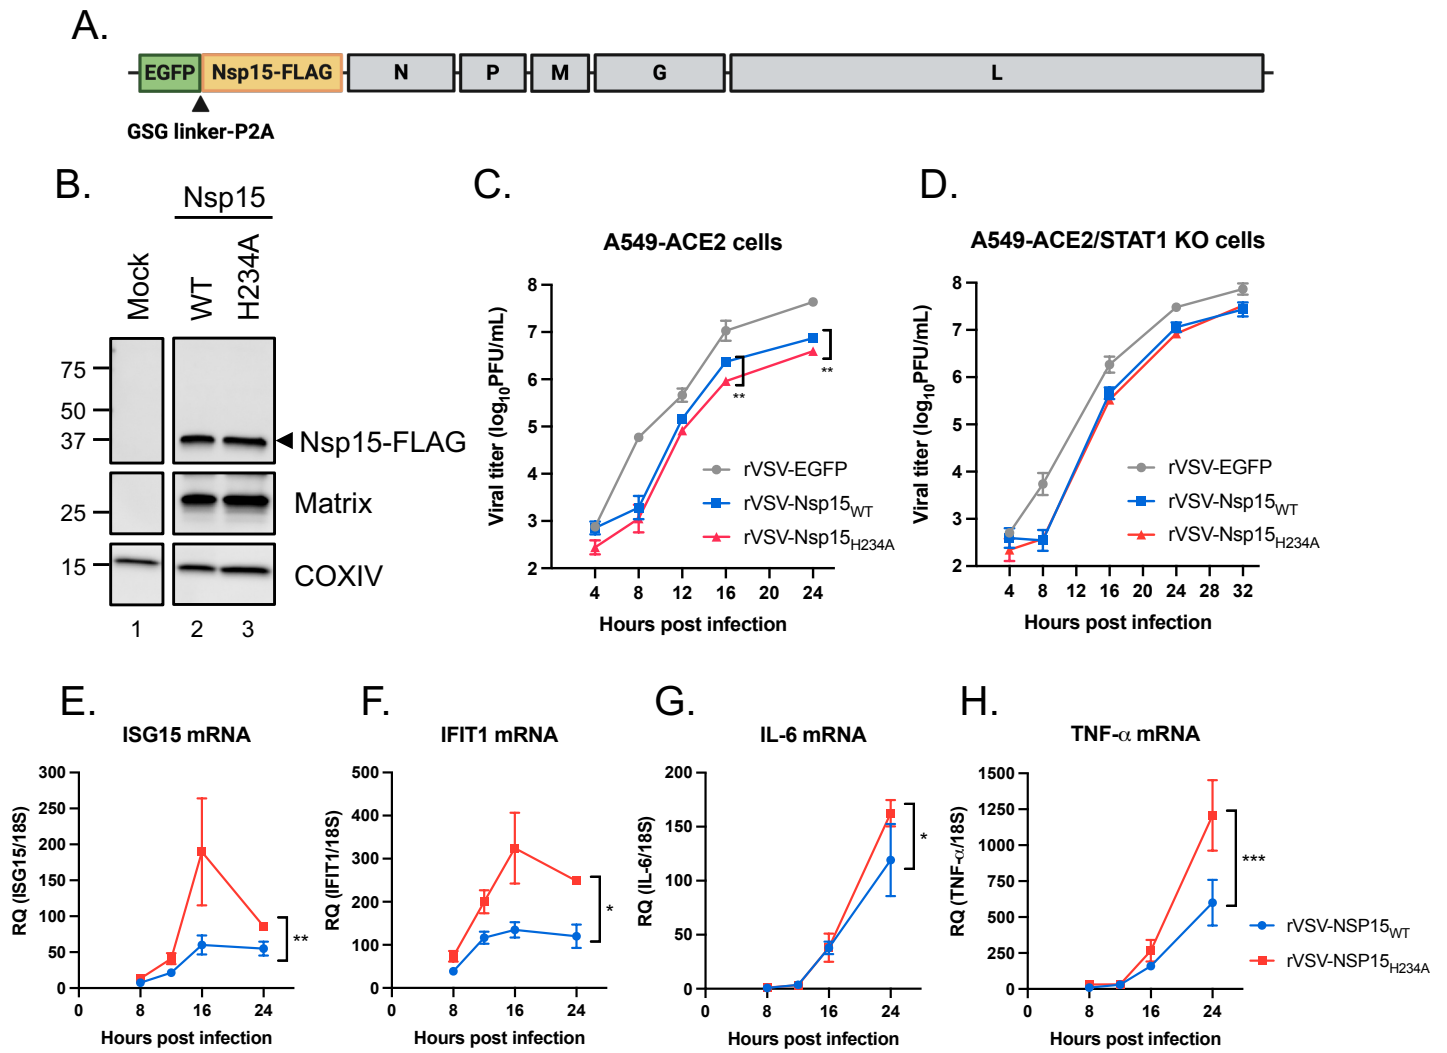 A.
EGFP Nsp15-FLAG N P M G L
GSG linker-P2A
B.
Nsp15
Mock WT H234A
75
50
37
Nsp15-FLAG
25
Matrix
15
COXIV
1 2 3
C.
A549-ACE2 cells
Viral titer (log10PFU/mL)
8
7
6
5
4
3
2
**
**
rVSV-EGFP
rVSV-Nsp15WT
rVSV-Nsp15H234A
4 8 12 16 20 24
Hours post infection
D.
A549-ACE2/STAT1 KO cells
Viral titer (log10PFU/mL)
8
7
6
5
4
3
2
rVSV-EGFP
rVSV-Nsp15WT
rVSV-Nsp15H234A
4 8 12 16 20 24 28 32
Hours post infection
E.
ISG15 mRNA
RQ (ISG15/18S)
300
250
200
150
100
50
0
**
0 8 12 16 24
Hours post infection
F.
IFIT1 mRNA
RQ (IFIT1/18S)
500
400
300
200
100
0
*
0 8 12 16 24
Hours post infection
G.
IL-6 mRNA
RQ (IL-6/18S)
200
150
100
50
0
*
0 8 12 16 24
Hours post infection
H.
TNF-α mRNA
RQ (TNF-α/18S)
1500
1250
1000
750
500
250
0
***
0 8 12 16 24
Hours post infection
rVSV-NSP15WT
rVSV-NSP15H234A